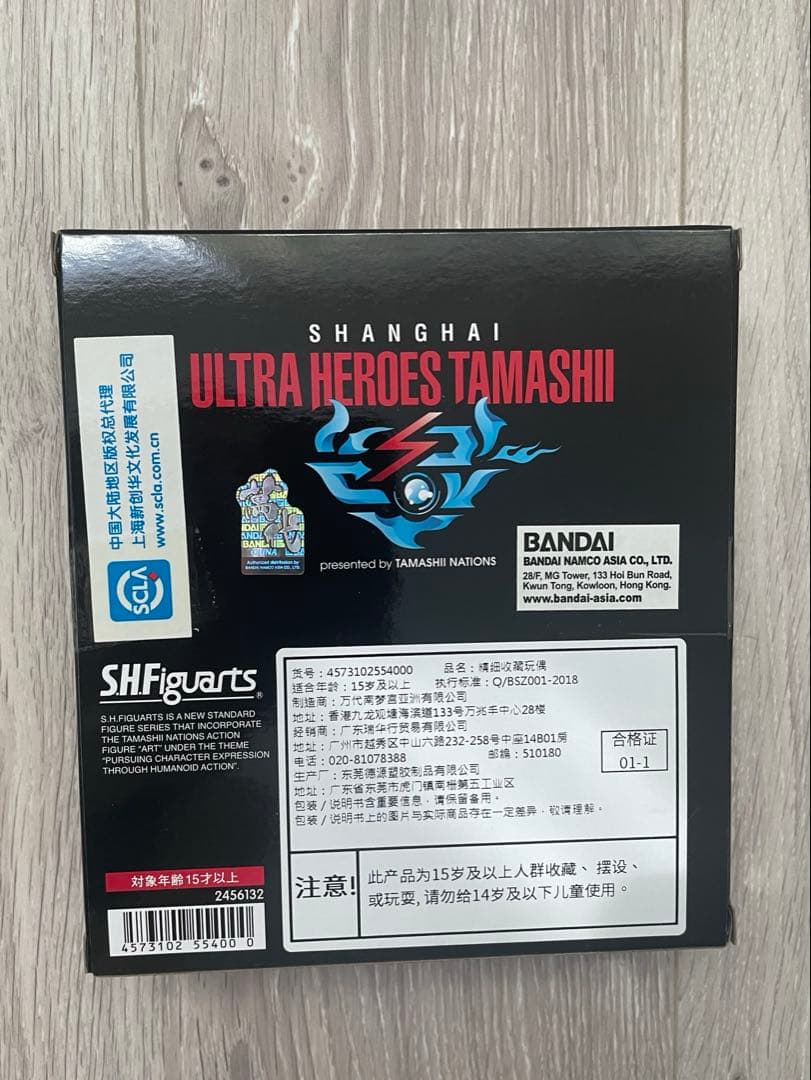 SHANGHAI
ULTRA HEROES TAMASHII
presented by TAMASHII NATIONS
中国大陆地区版权总代理
上海新创华文化发展有限公司
www.scla.com.cn
SCLA
魂
BANDAI
CHINA
Authorized distribution by
BANDAI NAMCO ASIA CO., LTD.
BANDAI
BANDAI NAMCO ASIA CO., LTD.
28/F, MG Tower, 133 Hoi Bun Road,
Kwun Tong, Kowloon, Hong Kong.
www.bandai-asia.com
S.H.Figuarts®
S.H.FIGUARTS IS A NEW STANDARD
FIGURE SERIES THAT INCORPORATE
THE TAMASHII NATIONS ACTION
FIGURE "ART" UNDER THE THEME
"PURSUING CHARACTER EXPRESSION
THROUGH HUMANOID ACTION".
货号：4573102554000 品名：精细收藏玩偶
适合年龄：15岁及以上 执行标准：Q/BSZ001-2018
制造商：万代南梦宫亚洲有限公司
地址：香港九龙观塘海滨道133号万兆丰中心28楼
经销商：广东瑞华行贸易有限公司
地址：广州市越秀区中山六路232-258号中座14B01房
电话：020-81078388 邮编：510180
生产厂：东莞德源塑胶制品有限公司
地址：广东省东莞市虎门镇南栅第五工业区
包装/说明书含重要信息，请保留备用。
包装/说明书上的图片与实际商品存在一定差异，敬请理解。
合格证
01-1
注意!
此产品为15岁及以上人群收藏、摆设、
或玩耍,请勿给14岁及以下儿童使用。
対象年齢15才以上
2456132
4573102 554000